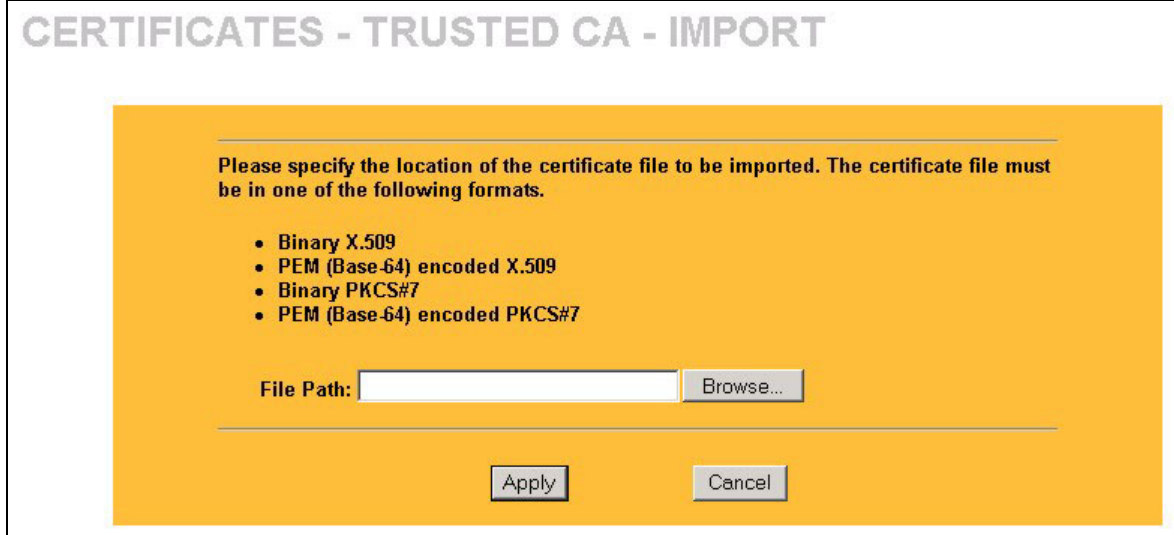 CERTIFICATES - TRUSTED CA - IMPORT
Please specify the location of the certificate file to be imported. The certificate file must
be in one of the following formats.
• Binary X.509
• PEM (Base-64) encoded X.509
• Binary PKCS#7
• PEM (Base-64) encoded PKCS#7
File Path: Browse...
Apply Cancel